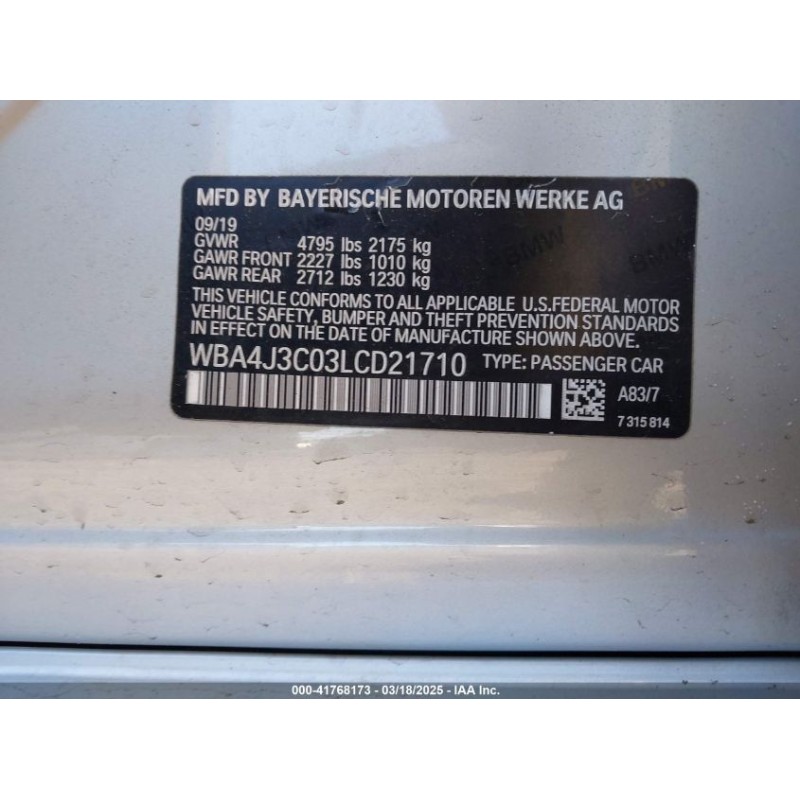 MFD BY BAYERISCHE MOTOREN WERKE AG
09/19
GVWR 4795 lbs 2175 kg
GAWR FRONT 2227 lbs 1010 kg
GAWR REAR 2712 lbs 1230 kg
THIS VEHICLE CONFORMS TO ALL APPLICABLE U.S.FEDERAL MOTOR
VEHICLE SAFETY, BUMPER AND THEFT PREVENTION STANDARDS
IN EFFECT ON THE DATE OF MANUFACTURE SHOWN ABOVE.
WBA4J3C03LCD21710 TYPE: PASSENGER CAR
A83/7
7 315 814
BMW
BMW
000-41768173 - 03/18/2025 - IAA Inc.